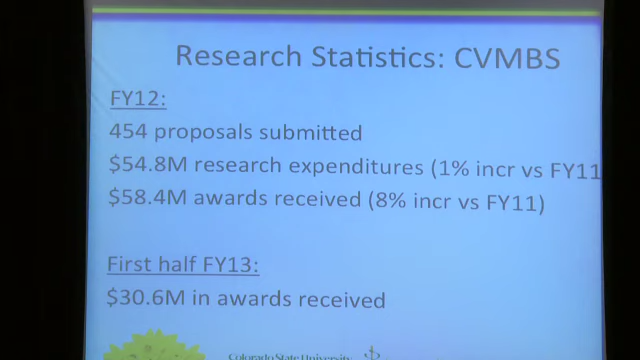 Research Statistics: CVMBS
FY12:
454 proposals submitted
$54.8M research expenditures (1% incr vs FY11
$58.4M awards received (8% incr vs FY11)
First half FY13:
$30.6M in awards received
Colorado State University